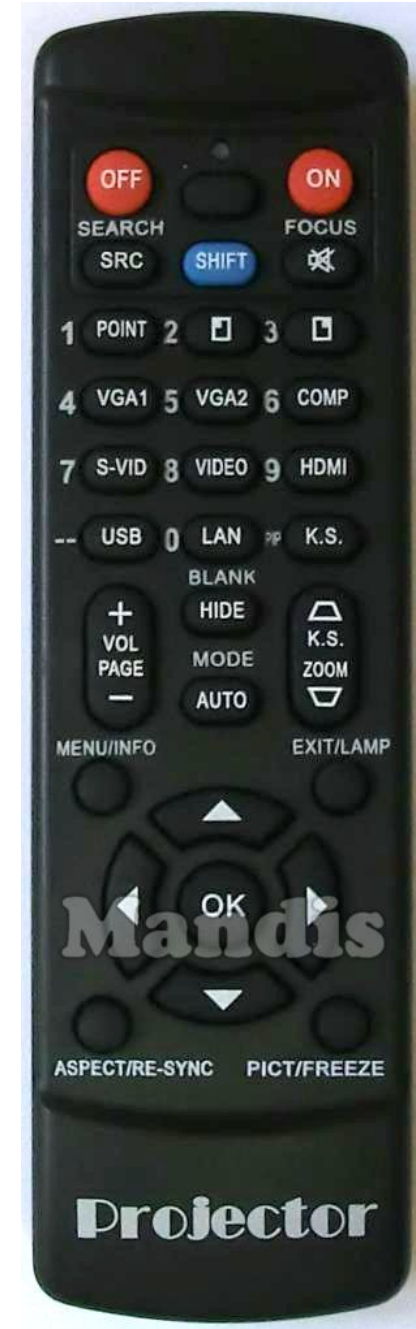 OFF ON
SEARCH FOCUS
SRC SHIFT
1 POINT 2 3
4 VGA1 5 VGA2 6 COMP
7 S-VID 8 VIDEO 9 HDMI
-- USB 0 LAN PIP K.S.
BLANK
+ HIDE
VOL K.S.
PAGE MODE ZOOM
- AUTO
MENU/INFO EXIT/LAMP
OK
Mandis
ASPECT/RE-SYNC PICT/FREEZE
Projector